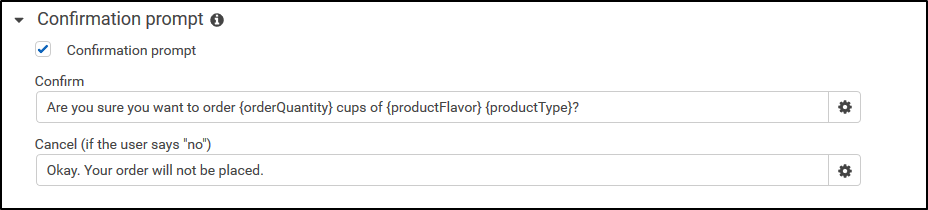 Confirmation prompt
Confirmation prompt
Confirm
Are you sure you want to order {orderQuantity} cups of {productFlavor} {productType}?
Cancel (if the user says "no")
Okay. Your order will not be placed.